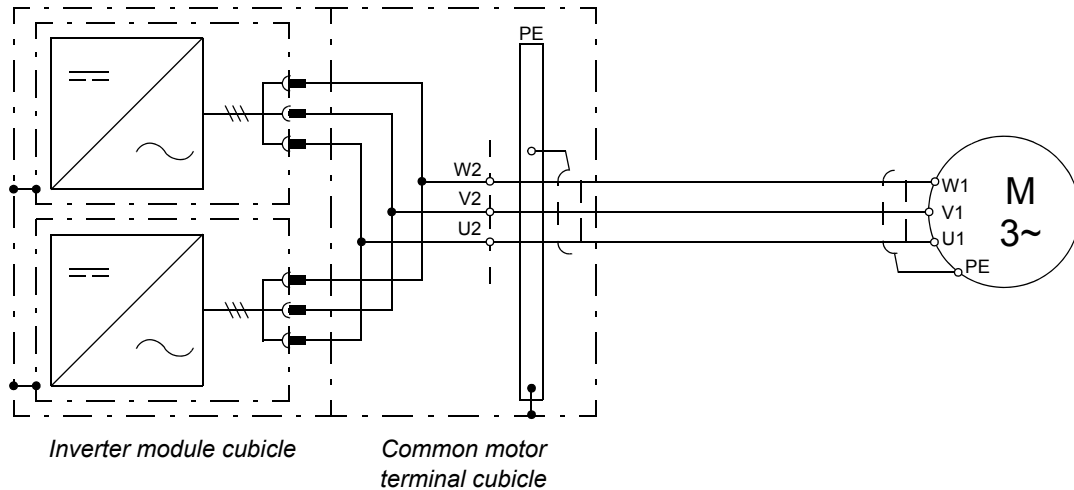 PE
W2
V2
U2
W1
V1
U1
PE
M
3~
Inverter module cubicle
Common motor
terminal cubicle